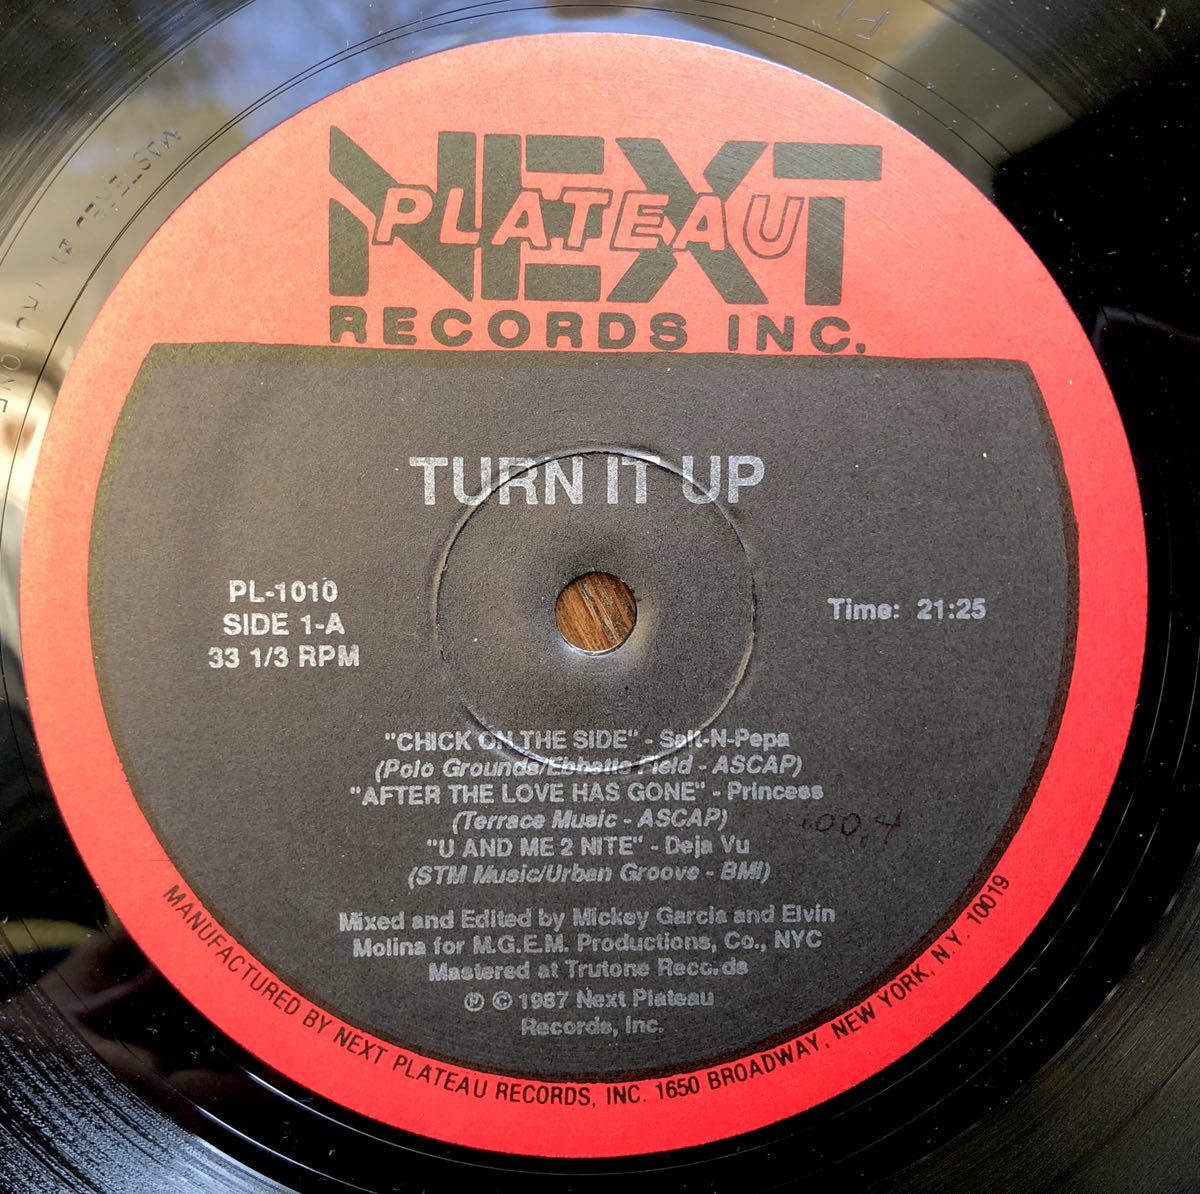 NEXT
PLATEAU
RECORDS INC.
TURN IT UP
PL-1010
SIDE 1-A
33 1/3 RPM
Time: 21:25
"CHICK ON THE SIDE" - Salt-N-Pepa
(Polo Grounds/Ebbetts Field - ASCAP)
"AFTER THE LOVE HAS GONE" - Princess
(Terrace Music - ASCAP)
"U AND ME 2 NITE" - Deja Vu
(STM Music/Urban Groove - BMI)
Mixed and Edited by Mickey Garcia and Elvin
Molina for M.G.E.M. Productions, Co., NYC
Mastered at Trutone Records
℗ © 1987 Next Plateau
Records, Inc.
MANUFACTURED BY NEXT PLATEAU RECORDS, INC. 1650 BROADWAY, NEW YORK, N.Y. 10019